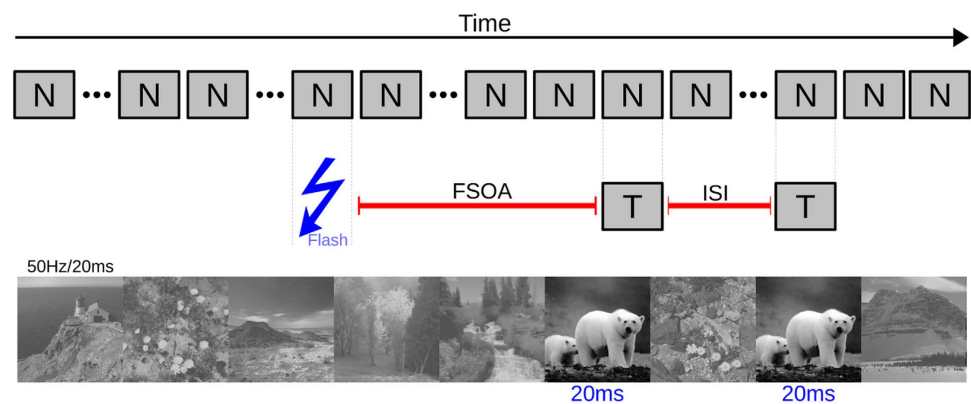 Time
N ••• N N ••• N N ••• N N N N ••• N N N
FSOA T ISI T
Flash
50Hz/20ms
20ms 20ms